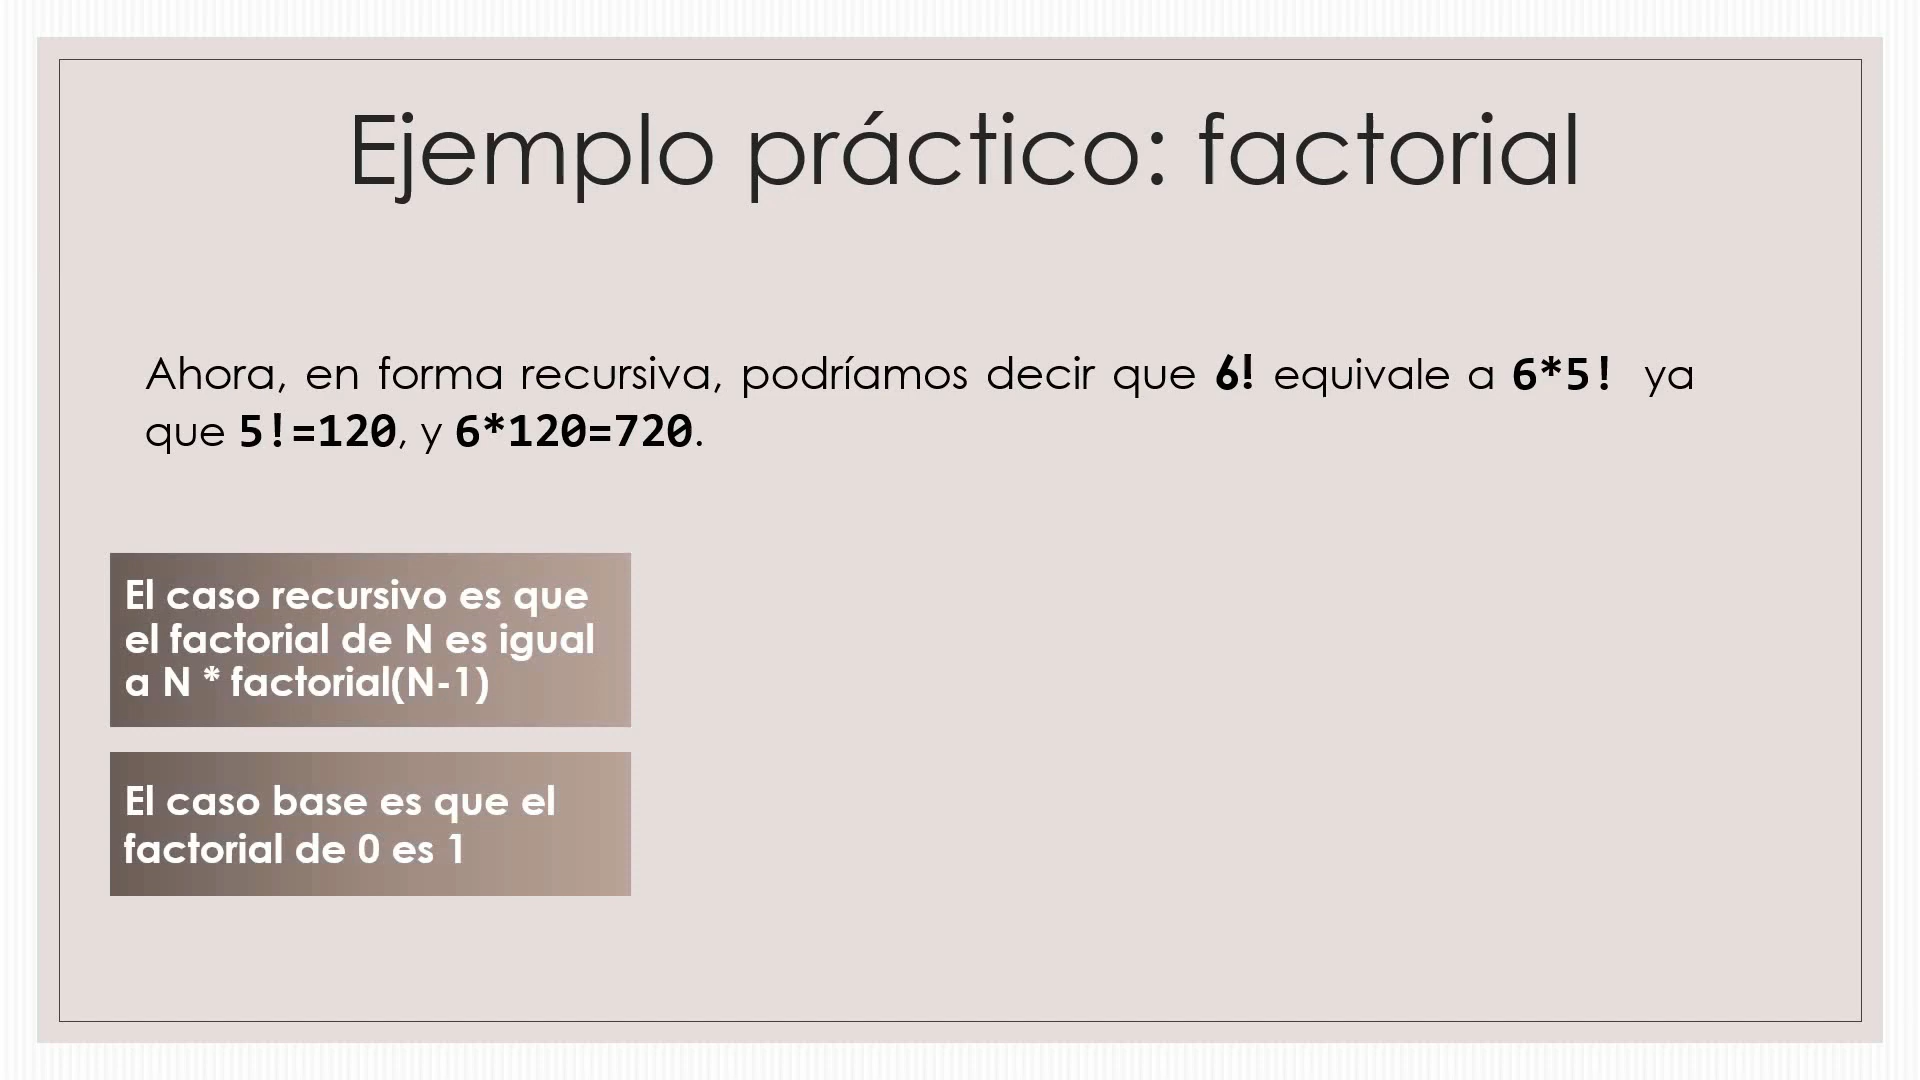 Ejemplo práctico: factorial
Ahora, en forma recursiva, podríamos decir que 6! equivale a 6*5! ya
que 5!=120, y 6*120=720.
El caso recursivo es que
el factorial de N es igual
a N * factorial(N-1)
El caso base es que el
factorial de 0 es 1